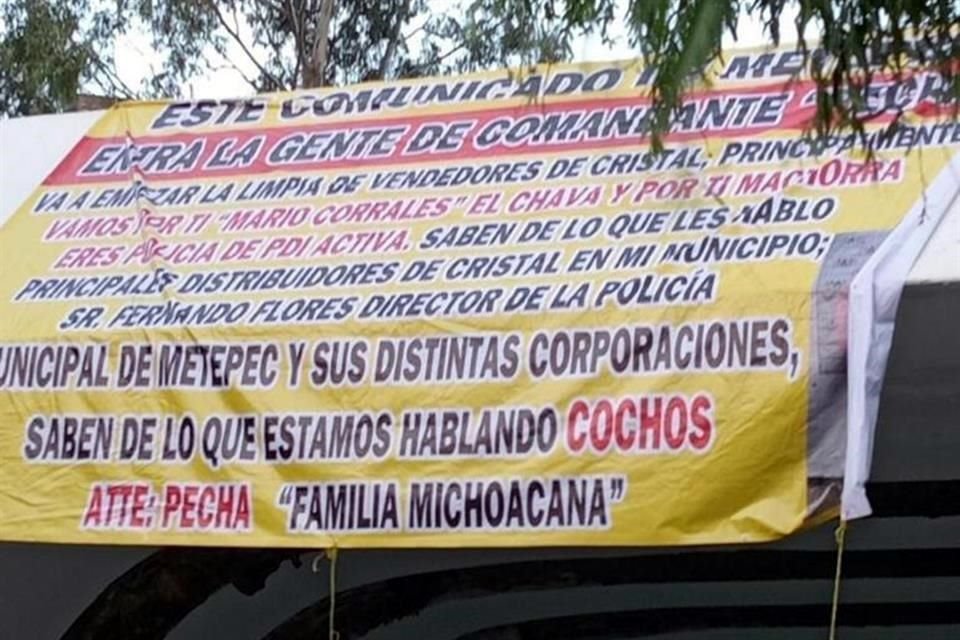 ESTE COMUNICADO
ENTRA LA GENTE DE COMANDANTE
VA A EMPEZAR LA LIMPIA DE VENDEDORES DE CRISTAL, PRINCIPALMENTE
VAMOS POR TI "MARIO CORRALES" EL CHAVA Y POR TI
ERES POLICIA DE PDI ACTIVA. SABEN DE LO QUE LES HABLO
PRINCIPALES DISTRIBUIDORES DE CRISTAL EN MI MUNICIPIO;
SR. FERNANDO FLORES DIRECTOR DE LA POLICÍA
UNICIPAL DE METEPEC Y SUS DISTINTAS CORPORACIONES,
SABEN DE LO QUE ESTAMOS HABLANDO COCHOS
ATTE: PECHA "FAMILIA MICHOACANA"